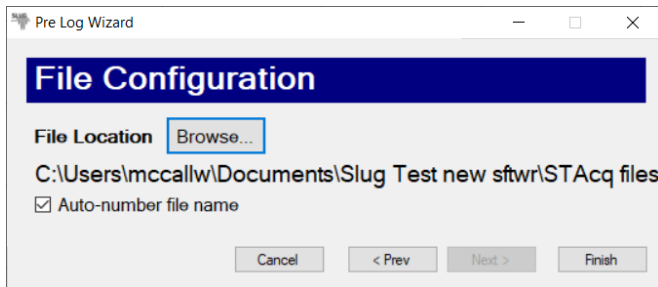 Pre Log Wizard
File Configuration
File Location Browse...
C:\Users\mccallw\Documents\Slug Test new sftwr\STAcq files
Auto-number file name
Cancel < Prev Next > Finish